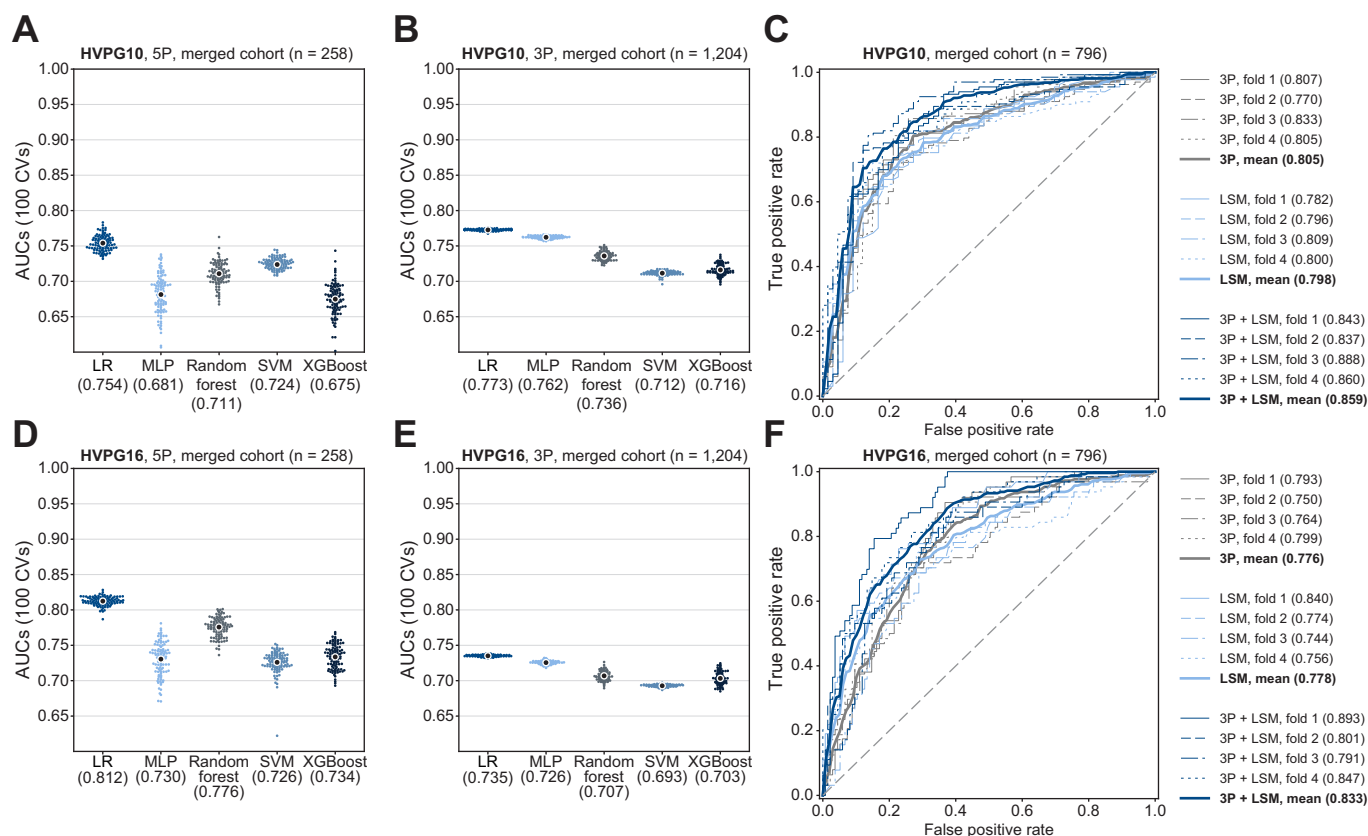 A
HVPG10, 5P, merged cohort (n = 258)
AUCs (100 CVs)
1.00
0.95
0.90
0.85
0.80
0.75
0.70
0.65
LR
(0.754)
MLP
(0.681)
Random
forest
(0.711)
SVM
(0.724)
XGBoost
(0.675)
B
HVPG10, 3P, merged cohort (n = 1,204)
AUCs (100 CVs)
1.00
0.95
0.90
0.85
0.80
0.75
0.70
0.65
LR
(0.773)
MLP
(0.762)
Random
forest
(0.736)
SVM
(0.712)
XGBoost
(0.716)
C
HVPG10, merged cohort (n = 796)
True positive rate
1.0
0.8
0.6
0.4
0.2
0.0
0.0 0.2 0.4 0.6 0.8 1.0
False positive rate
3P, fold 1 (0.807)
3P, fold 2 (0.770)
3P, fold 3 (0.833)
3P, fold 4 (0.805)
3P, mean (0.805)
LSM, fold 1 (0.782)
LSM, fold 2 (0.796)
LSM, fold 3 (0.809)
LSM, fold 4 (0.800)
LSM, mean (0.798)
3P + LSM, fold 1 (0.843)
3P + LSM, fold 2 (0.837)
3P + LSM, fold 3 (0.888)
3P + LSM, fold 4 (0.860)
3P + LSM, mean (0.859)
D
HVPG16, 5P, merged cohort (n = 258)
AUCs (100 CVs)
1.00
0.95
0.90
0.85
0.80
0.75
0.70
0.65
LR
(0.812)
MLP
(0.730)
Random
forest
(0.776)
SVM
(0.726)
XGBoost
(0.734)
E
HVPG16, 3P, merged cohort (n = 1,204)
AUCs (100 CVs)
1.00
0.95
0.90
0.85
0.80
0.75
0.70
0.65
LR
(0.735)
MLP
(0.726)
Random
forest
(0.707)
SVM
(0.693)
XGBoost
(0.703)
F
HVPG16, merged cohort (n = 796)
True positive rate
1.0
0.8
0.6
0.4
0.2
0.0
0.0 0.2 0.4 0.6 0.8 1.0
False positive rate
3P, fold 1 (0.793)
3P, fold 2 (0.750)
3P, fold 3 (0.764)
3P, fold 4 (0.799)
3P, mean (0.776)
LSM, fold 1 (0.840)
LSM, fold 2 (0.774)
LSM, fold 3 (0.744)
LSM, fold 4 (0.756)
LSM, mean (0.778)
3P + LSM, fold 1 (0.893)
3P + LSM, fold 2 (0.801)
3P + LSM, fold 3 (0.791)
3P + LSM, fold 4 (0.847)
3P + LSM, mean (0.833)